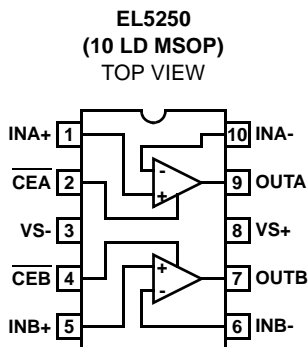 EL5250
(10 LD MSOP)
TOP VIEW
INA+ 1 10 INA-
CEA 2 - + 9 OUTA
VS- 3 8 VS+
CEB 4 + - 7 OUTB
INB+ 5 6 INB-